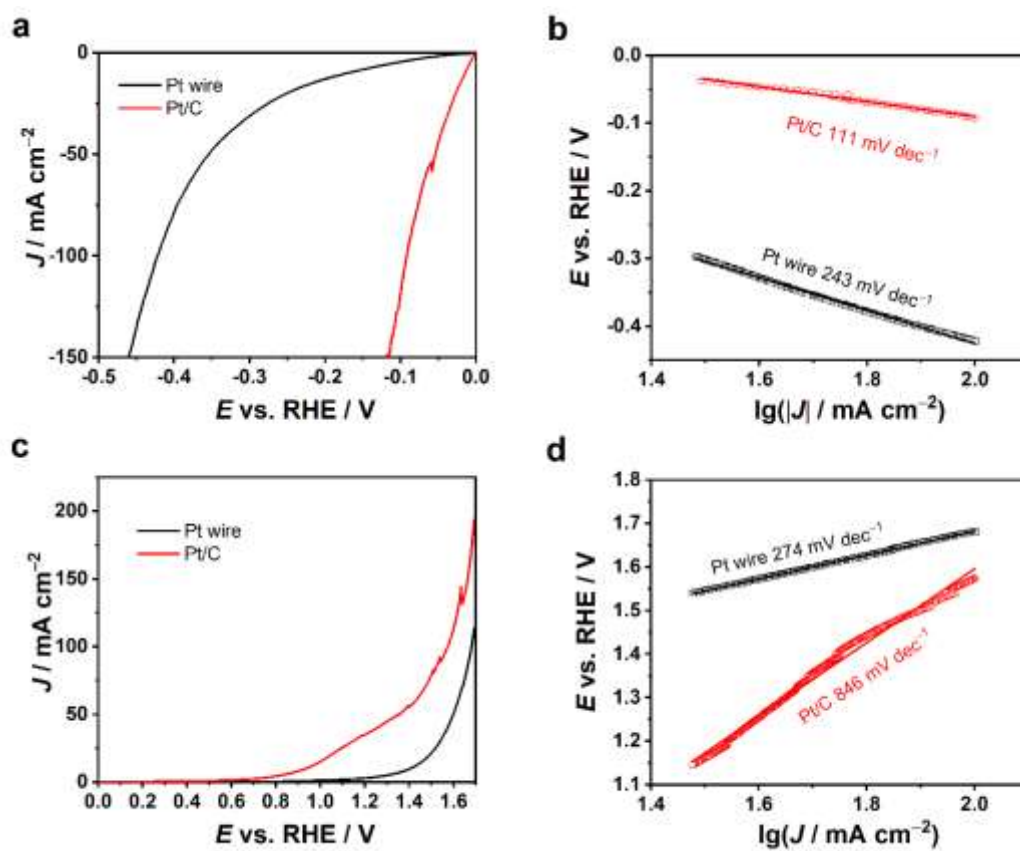 a
0
-50
-100
-150
J / mA cm⁻²
Pt wire
Pt/C
-0.5 -0.4 -0.3 -0.2 -0.1 0.0
E vs. RHE / V
b
0.0
-0.1
-0.2
-0.3
-0.4
E vs. RHE / V
Pt/C 111 mV dec⁻¹
Pt wire 243 mV dec⁻¹
1.4 1.6 1.8 2.0
lg(|J| / mA cm⁻²)
c
200
150
100
50
0
J / mA cm⁻²
Pt wire
Pt/C
0.0 0.2 0.4 0.6 0.8 1.0 1.2 1.4 1.6
E vs. RHE / V
d
1.8
1.7
1.6
1.5
1.4
1.3
1.2
1.1
E vs. RHE / V
Pt wire 274 mV dec⁻¹
Pt/C 846 mV dec⁻¹
1.4 1.6 1.8 2.0
lg(J / mA cm⁻²)